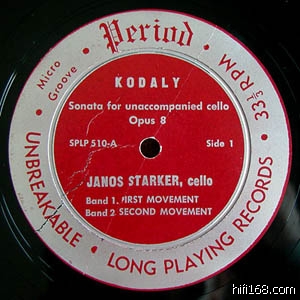 Period
Micro
Groove
33⅓ RPM
KODALY
Sonata for unaccompanied cello
Opus 8
SPLP 510-A Side 1
JANOS STARKER, cello
Band 1. FIRST MOVEMENT
Band 2. SECOND MOVEMENT
UNBREAKABLE • LONG PLAYING RECORDS •
hifi168.com